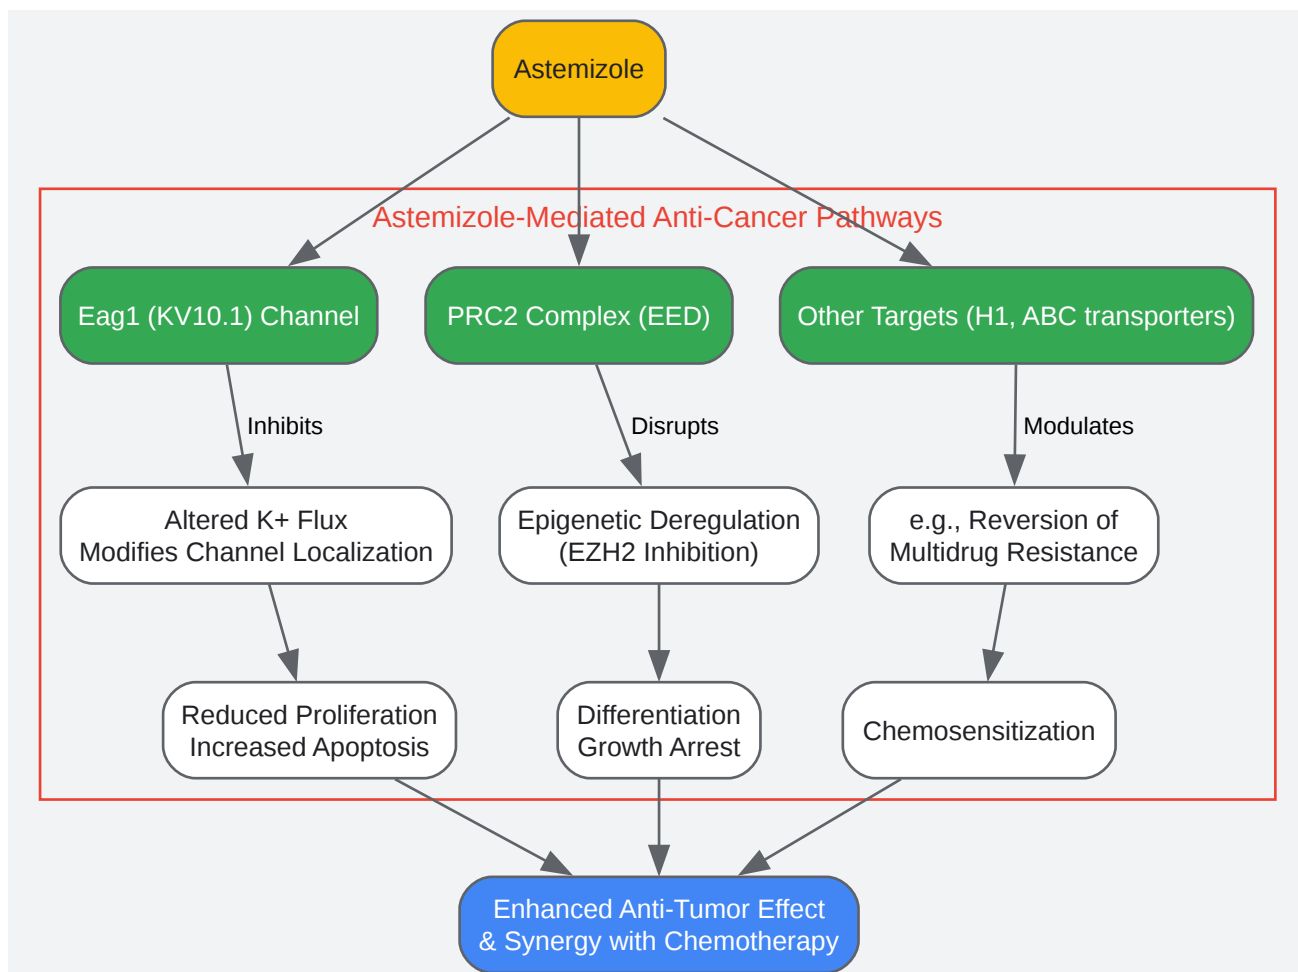 Astemizole
Astemizole-Mediated Anti-Cancer Pathways
Eag1 (KV10.1) Channel
PRC2 Complex (EED)
Other Targets (H1, ABC transporters)
Inhibits
Disrupts
Modulates
Altered K+ Flux
Modifies Channel Localization
Epigenetic Deregulation
(EZH2 Inhibition)
e.g., Reversion of
Multidrug Resistance
Reduced Proliferation
Increased Apoptosis
Differentiation
Growth Arrest
Chemosensitization
Enhanced Anti-Tumor Effect
& Synergy with Chemotherapy